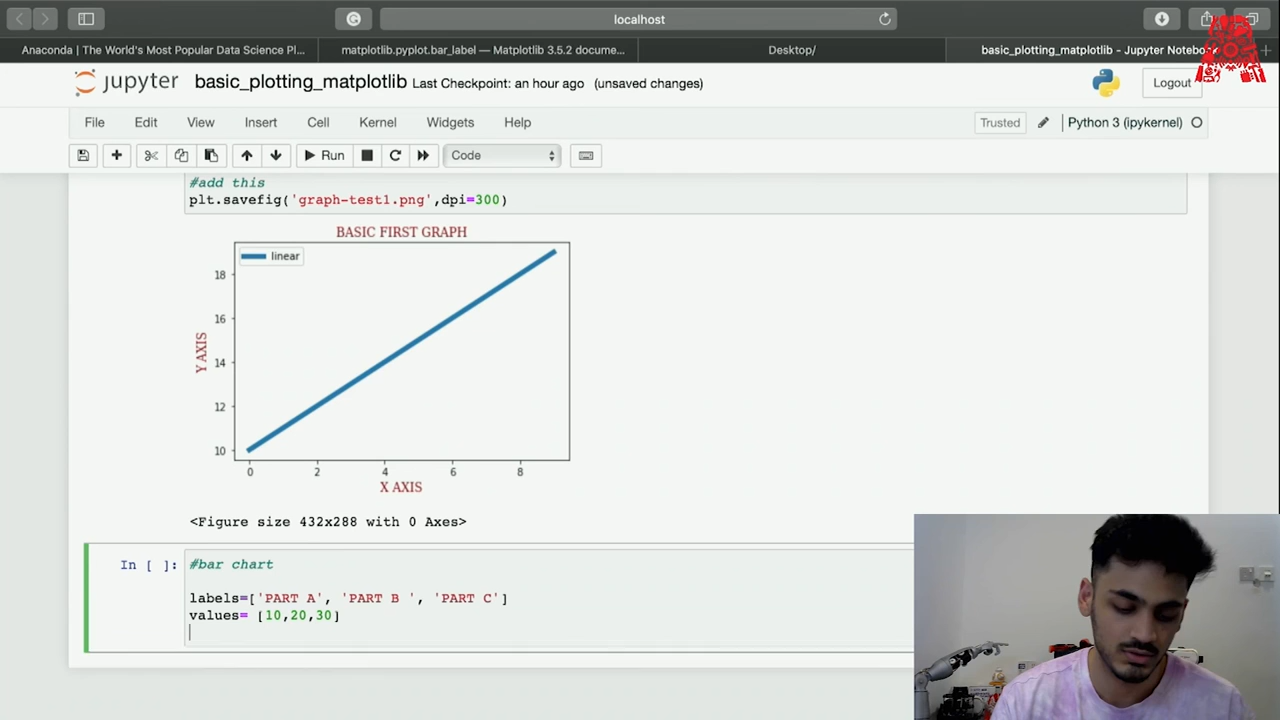 localhost
Anaconda | The World's Most Popular Data Science Pl...
matplotlib.pyplot.bar_label — Matplotlib 3.5.2 docume...
Desktop/
basic_plotting_matplotlib - Jupyter Notebook
jupyter basic_plotting_matplotlib Last Checkpoint: an hour ago (unsaved changes)
Logout
File Edit View Insert Cell Kernel Widgets Help
Trusted
Python 3 (ipykernel)
Run
Code
#add this
plt.savefig('graph-test1.png',dpi=300)
BASIC FIRST GRAPH
linear
18
16
14
12
10
Y AXIS
0 2 4 6 8
X AXIS
<Figure size 432x288 with 0 Axes>
In [ ]:
#bar chart
labels=['PART A', 'PART B ', 'PART C']
values= [10,20,30]